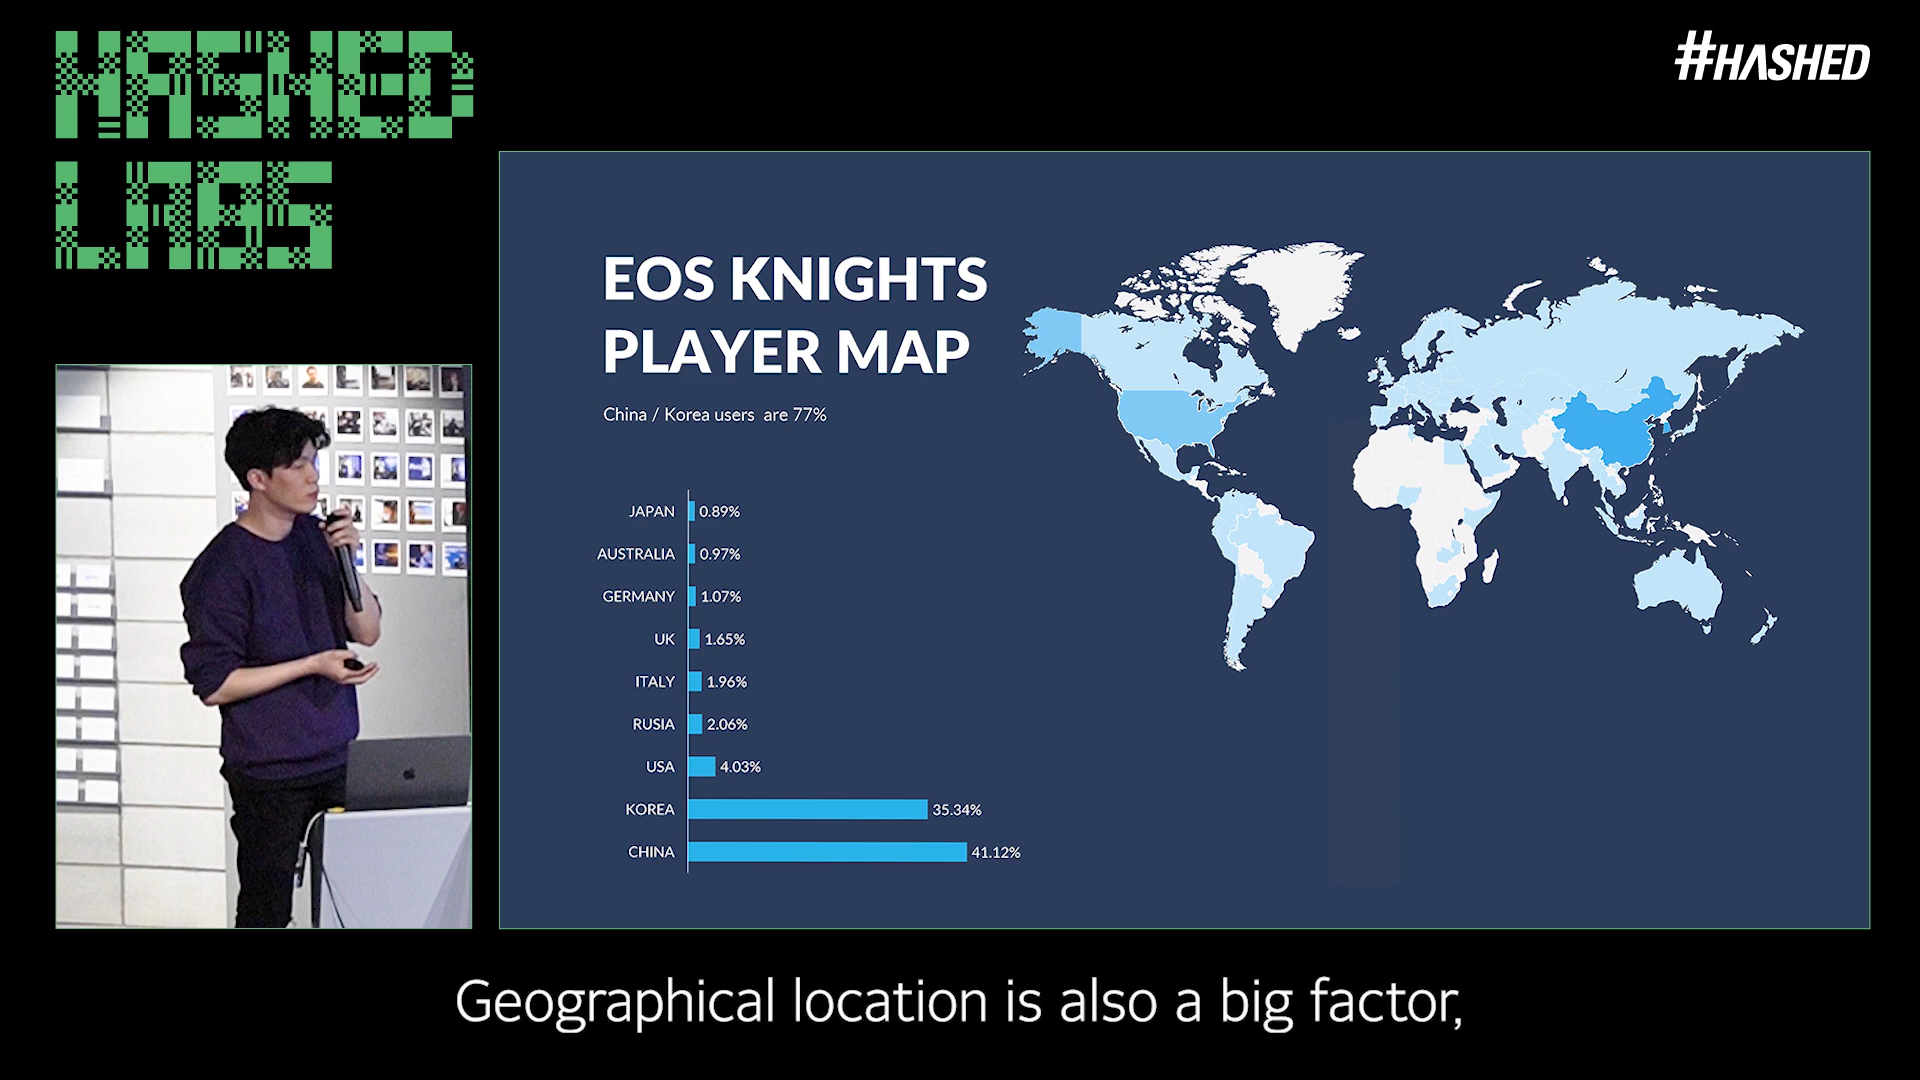 HASHED
LABS
#HASHED
EOS KNIGHTS
PLAYER MAP
China / Korea users are 77%
JAPAN 0.89%
AUSTRALIA 0.97%
GERMANY 1.07%
UK 1.65%
ITALY 1.96%
RUSIA 2.06%
USA 4.03%
KOREA 35.34%
CHINA 41.12%
Geographical location is also a big factor,